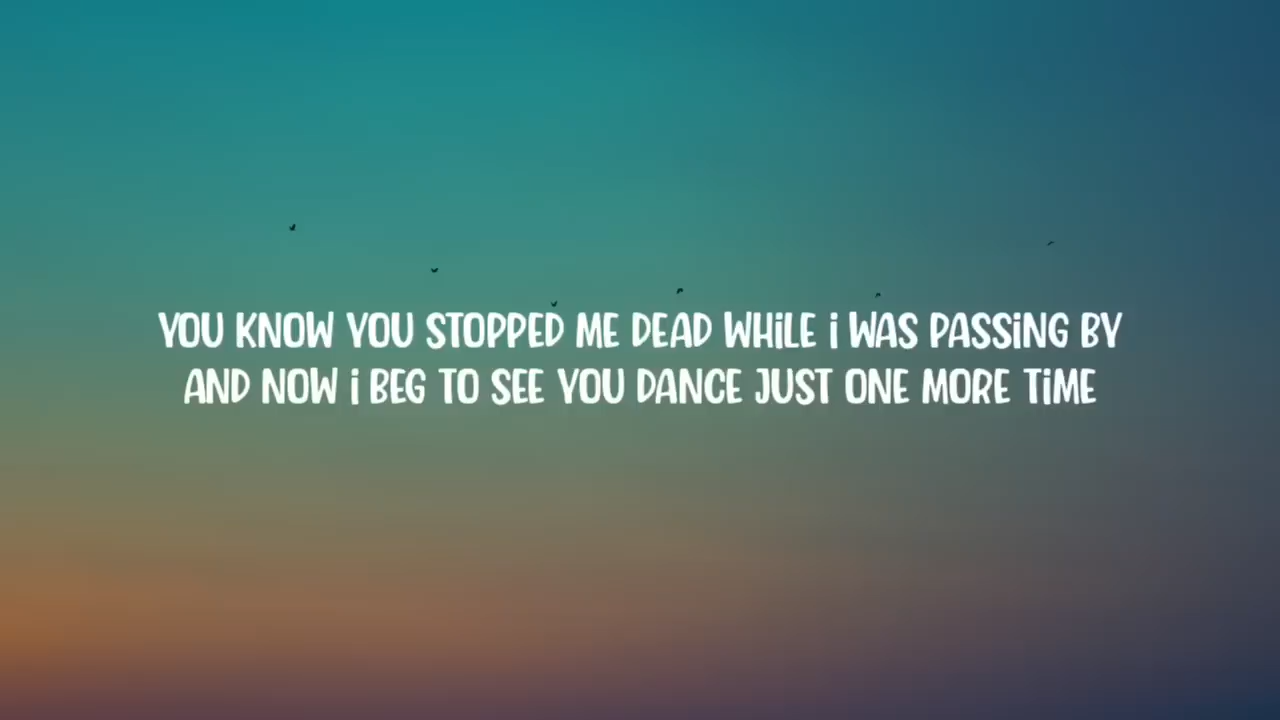 YOU KNOW YOU STOPPED ME DEAD WHiLE i WAS PASSiNG BY
AND NOW i BEG TO SEE YOU DANCE JUST ONE MORE TiME